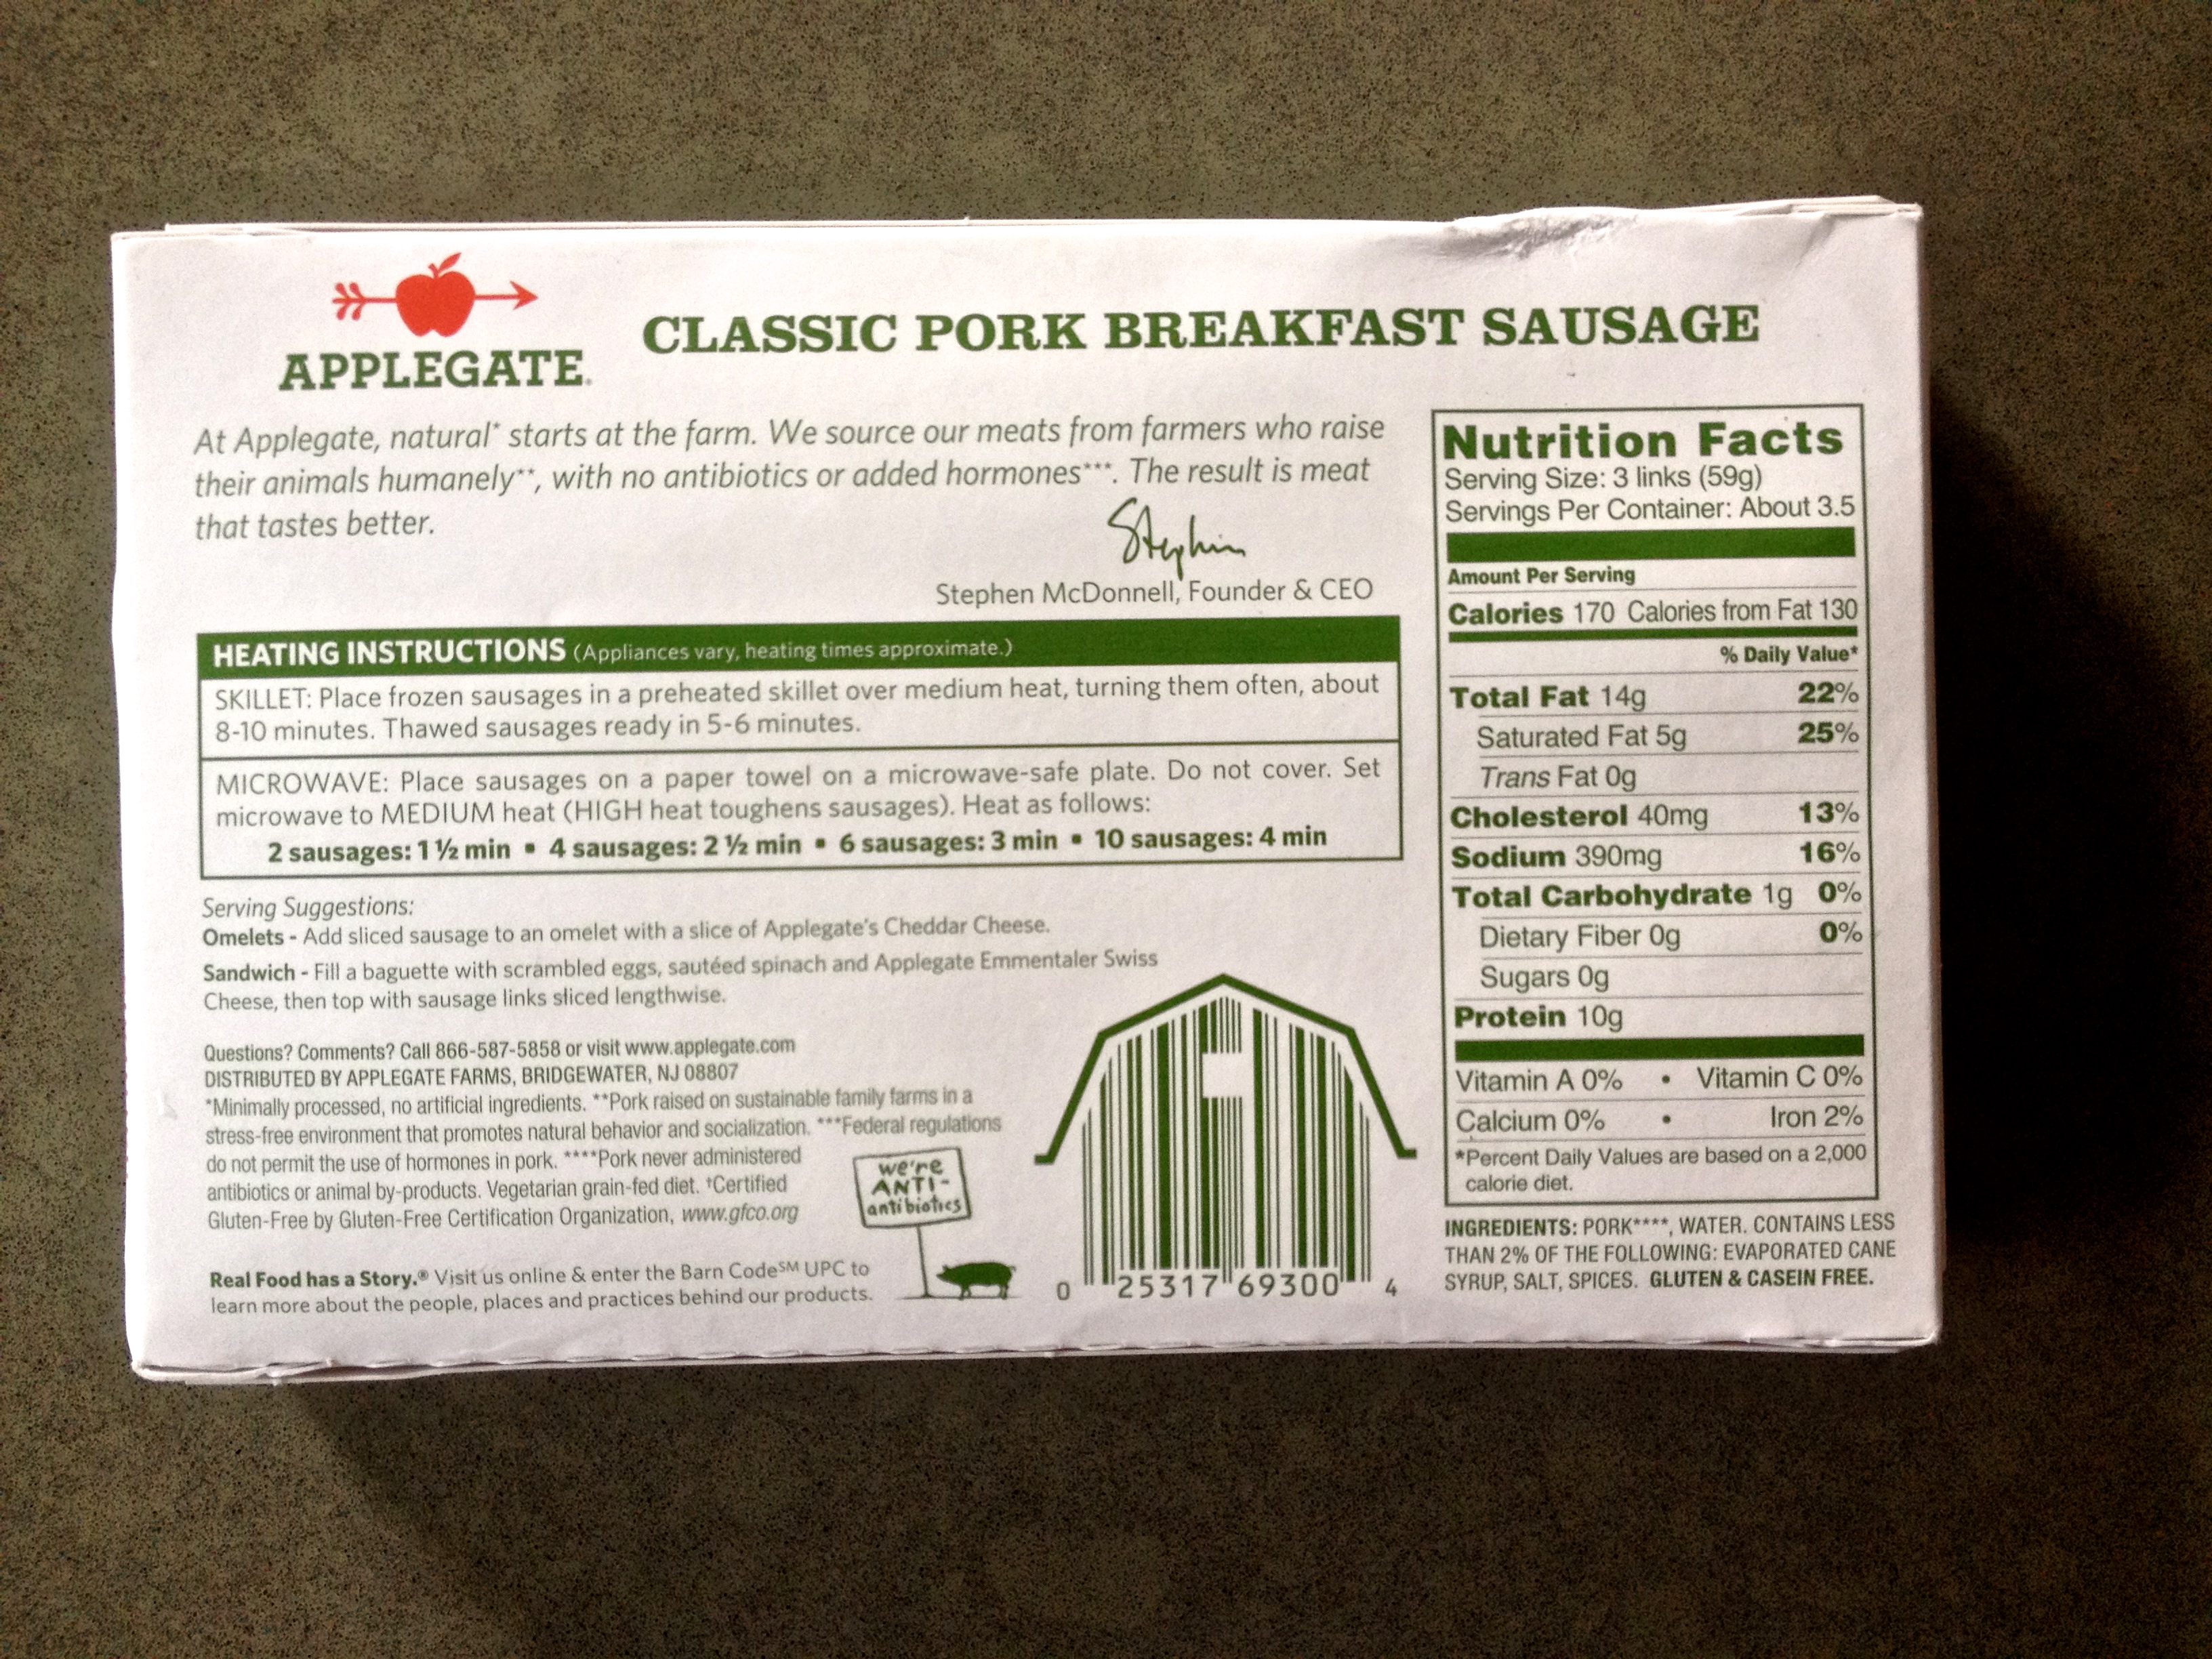 APPLEGATE®
CLASSIC PORK BREAKFAST SAUSAGE
At Applegate, natural* starts at the farm. We source our meats from farmers who raise
their animals humanely**, with no antibiotics or added hormones***. The result is meat
that tastes better.
Stephen
Stephen McDonnell, Founder & CEO
HEATING INSTRUCTIONS (Appliances vary, heating times approximate.)
SKILLET: Place frozen sausages in a preheated skillet over medium heat, turning them often, about
8-10 minutes. Thawed sausages ready in 5-6 minutes.
MICROWAVE: Place sausages on a paper towel on a microwave-safe plate. Do not cover. Set
microwave to MEDIUM heat (HIGH heat toughens sausages). Heat as follows:
2 sausages: 1 ½ min ▪ 4 sausages: 2 ½ min ▪ 6 sausages: 3 min ▪ 10 sausages: 4 min
Serving Suggestions:
Omelets - Add sliced sausage to an omelet with a slice of Applegate's Cheddar Cheese.
Sandwich - Fill a baguette with scrambled eggs, sautéed spinach and Applegate Emmentaler Swiss
Cheese, then top with sausage links sliced lengthwise.
Questions? Comments? Call 866-587-5858 or visit www.applegate.com
DISTRIBUTED BY APPLEGATE FARMS, BRIDGEWATER, NJ 08807
*Minimally processed, no artificial ingredients. **Pork raised on sustainable family farms in a
stress-free environment that promotes natural behavior and socialization. ***Federal regulations
do not permit the use of hormones in pork. ****Pork never administered
antibiotics or animal by-products. Vegetarian grain-fed diet. †Certified
Gluten-Free by Gluten-Free Certification Organization, www.gfco.org
Real Food has a Story.® Visit us online & enter the Barn Code℠ UPC to
learn more about the people, places and practices behind our products.
we're
ANTI-
antibiotics
0 25317 69300 4
Nutrition Facts
Serving Size: 3 links (59g)
Servings Per Container: About 3.5
Amount Per Serving
Calories 170 Calories from Fat 130
% Daily Value*
Total Fat 14g 22%
Saturated Fat 5g 25%
Trans Fat 0g
Cholesterol 40mg 13%
Sodium 390mg 16%
Total Carbohydrate 1g 0%
Dietary Fiber 0g 0%
Sugars 0g
Protein 10g
Vitamin A 0% • Vitamin C 0%
Calcium 0% • Iron 2%
*Percent Daily Values are based on a 2,000
calorie diet.
INGREDIENTS: PORK****, WATER. CONTAINS LESS
THAN 2% OF THE FOLLOWING: EVAPORATED CANE
SYRUP, SALT, SPICES. GLUTEN & CASEIN FREE.